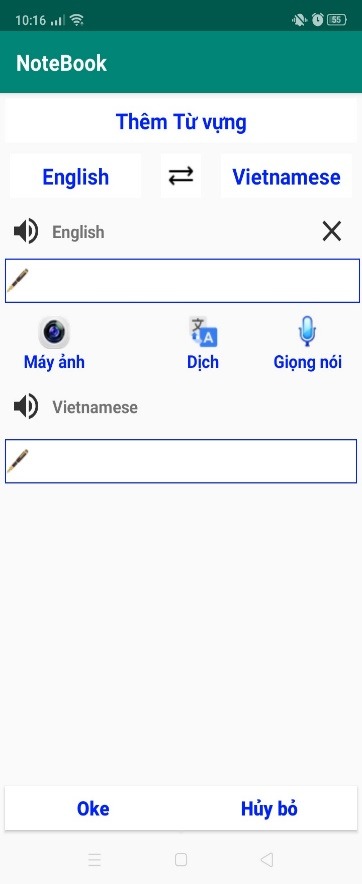 10:16 55
NoteBook
Thêm Từ vựng
English Vietnamese
English
文 A
Máy ảnh Dịch Giọng nói
Vietnamese
Oke Hủy bỏ